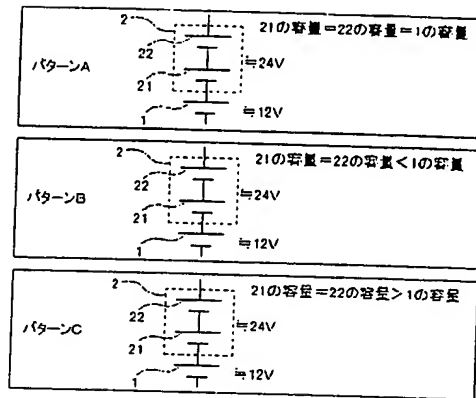 2
21の容量=22の容量=1の容量
22
パターンA
≒24V
21
1
≒12V
2
21の容量=22の容量<1の容量
22
パターンB
≒24V
21
1
≒12V
2
21の容量=22の容量>1の容量
22
パターンC
≒24V
21
1
≒12V